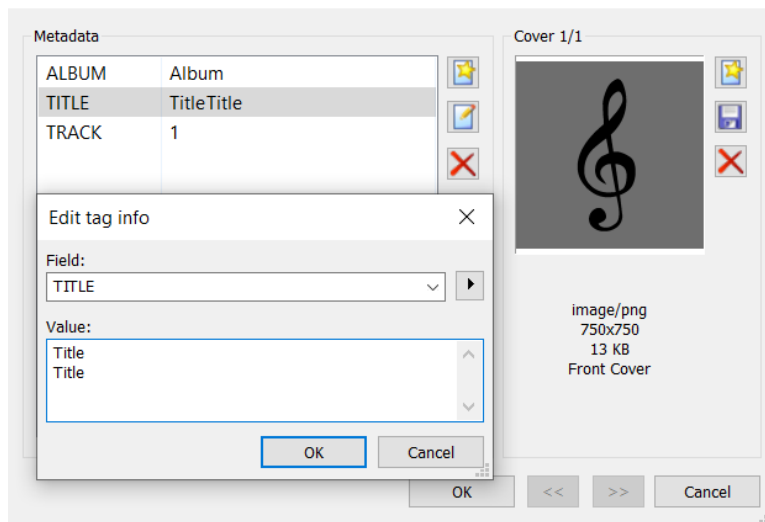 Metadata
ALBUM Album
TITLE TitleTitle
TRACK 1
Edit tag info
Field:
TITLE
Value:
Title
Title
OK Cancel
Cover 1/1
image/png
750x750
13 KB
Front Cover
OK << >> Cancel